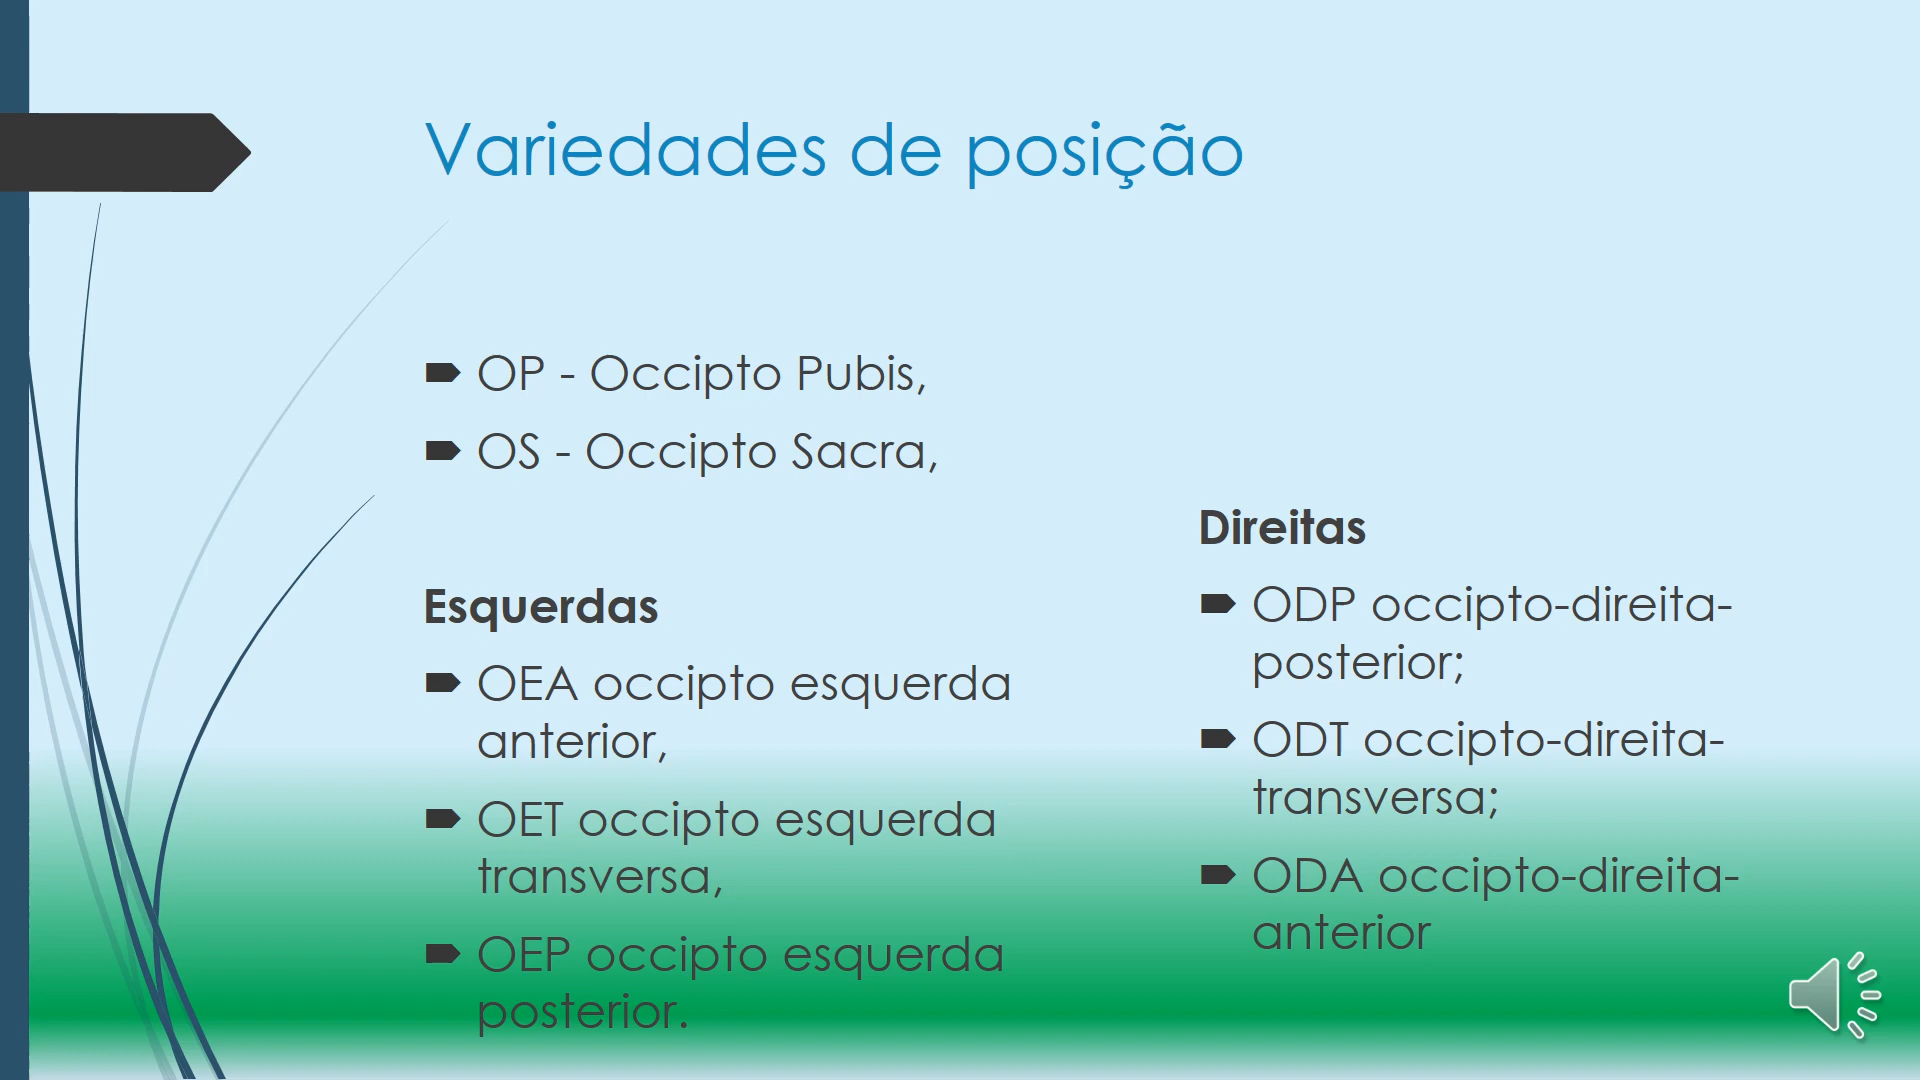 Variedades de posição
OP - Occipto Pubis,
OS - Occipto Sacra,
Esquerdas
OEA occipto esquerda
anterior,
OET occipto esquerda
transversa,
OEP occipto esquerda
posterior.
Direitas
ODP occipto-direita-
posterior;
ODT occipto-direita-
transversa;
ODA occipto-direita-
anterior